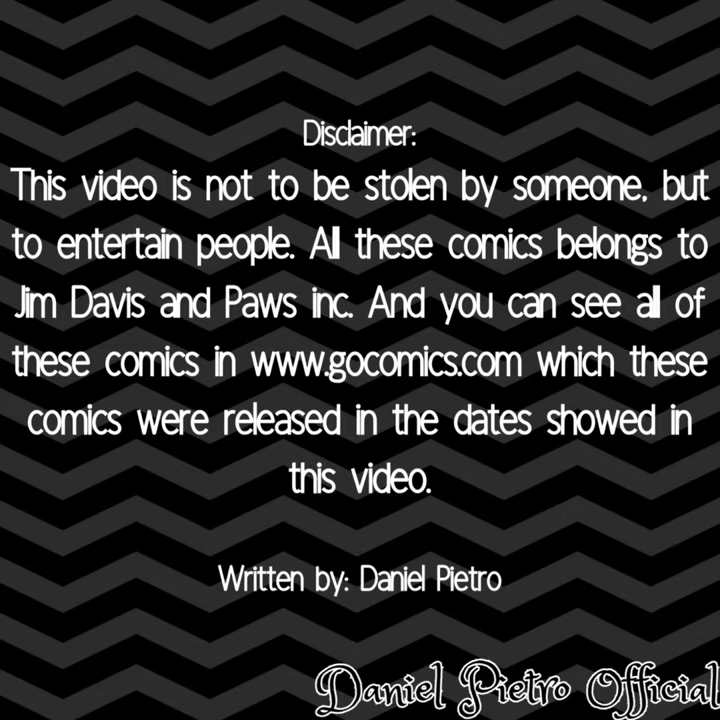 Disclaimer:
This video is not to be stolen by someone, but
to entertain people. All these comics belongs to
Jim Davis and Paws inc. And you can see all of
these comics in www.gocomics.com which these
comics were released in the dates showed in
this video.
Written by: Daniel Pietro
Daniel Pietro Official